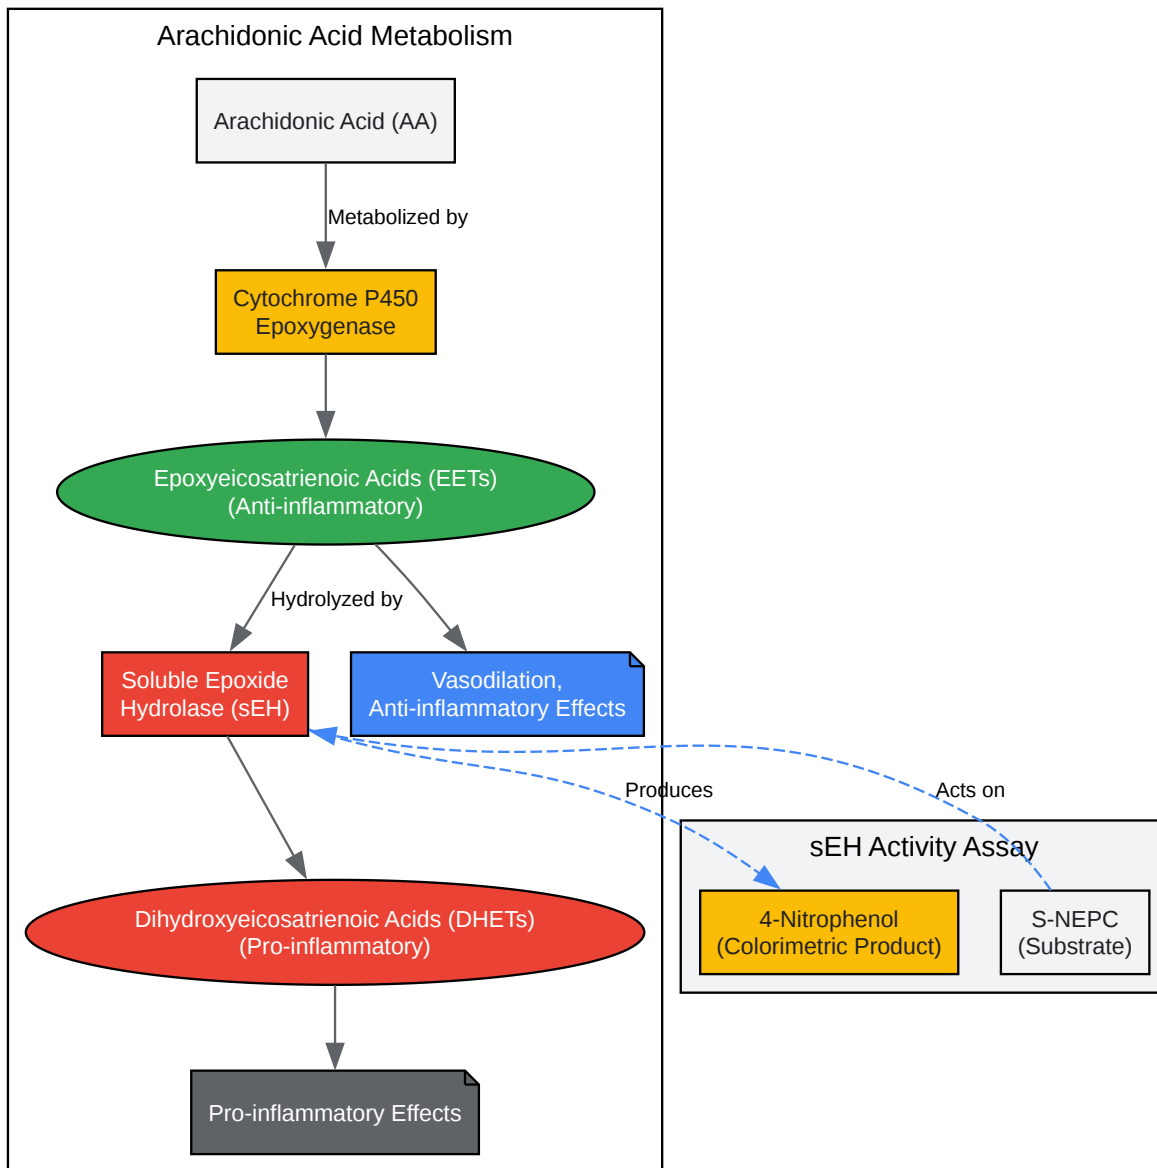 Arachidonic Acid Metabolism
Arachidonic Acid (AA)
Metabolized by
Cytochrome P450
Epoxygenase
Epoxyeicosatrienoic Acids (EETs)
(Anti-inflammatory)
Hydrolyzed by
Soluble Epoxide
Hydrolase (sEH)
Vasodilation,
Anti-inflammatory Effects
Produces
Acts on
sEH Activity Assay
4-Nitrophenol
(Colorimetric Product)
S-NEPC
(Substrate)
Dihydroxyeicosatrienoic Acids (DHETs)
(Pro-inflammatory)
Pro-inflammatory Effects